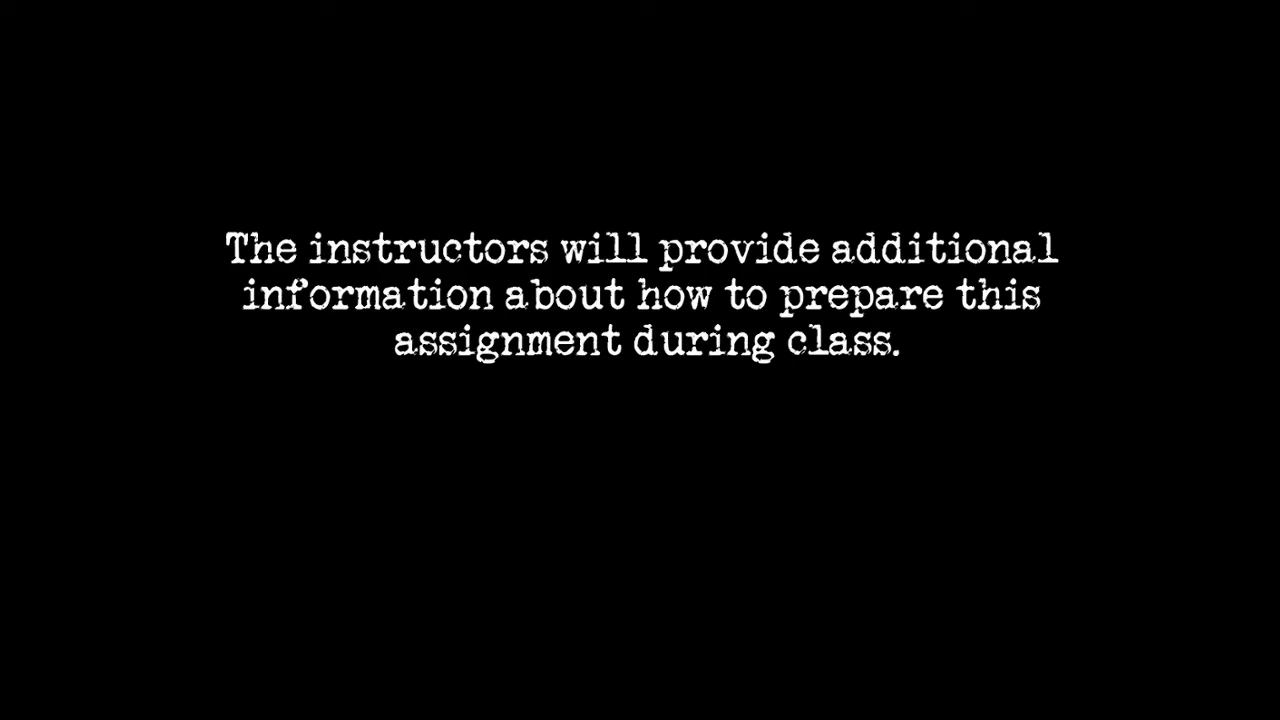 The instructors will provide additional
information about how to prepare this
assignment during class.